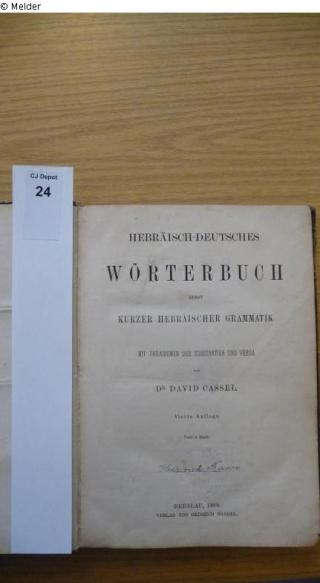 © Melder
CJ Depot
24
HEBRÄISCH-DEUTSCHES
WÖRTERBUCH
NEBST
KURZER HEBRÄISCHER GRAMMATIK
MIT PARADIGMEN DER SUBSTANTIVA UND VERBA
VON
DR. DAVID CASSEL.
Vierte Auflage
BRESLAU,
VERLAG VON HEINRICH HANDEL.